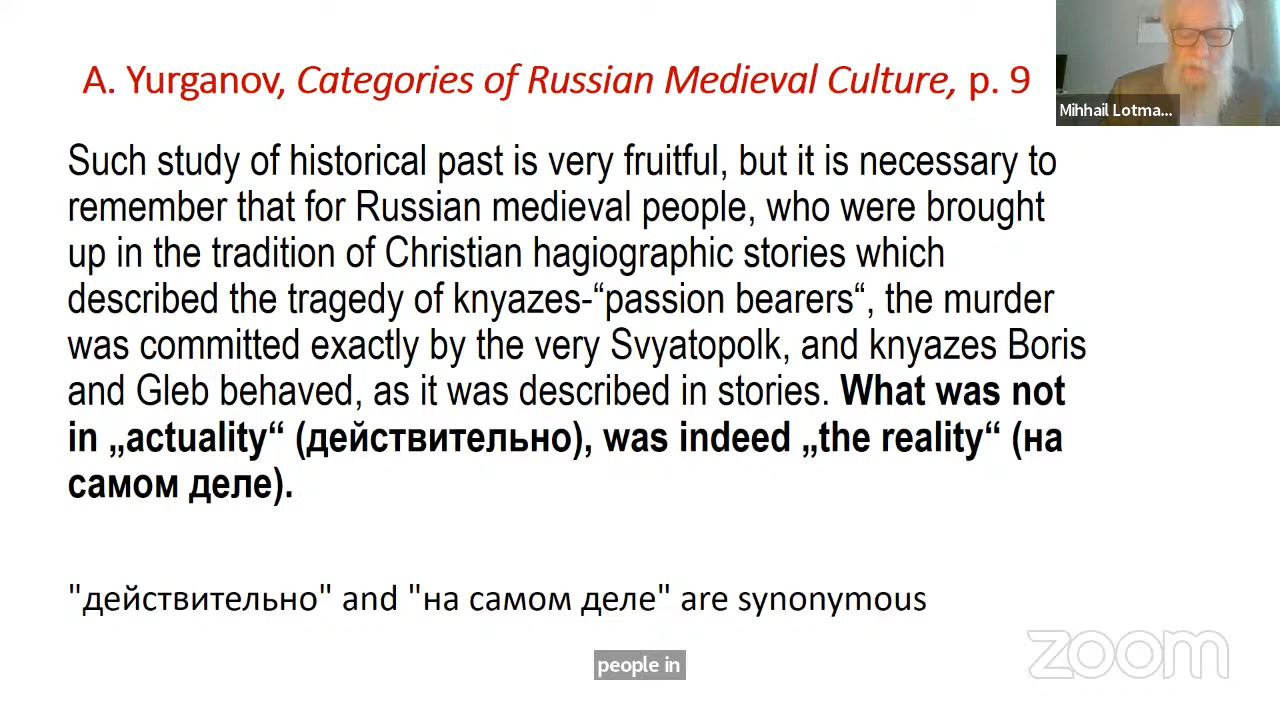 A. Yurganov, Categories of Russian Medieval Culture, p. 9
Mihhail Lotma...
Such study of historical past is very fruitful, but it is necessary to
remember that for Russian medieval people, who were brought
up in the tradition of Christian hagiographic stories which
described the tragedy of knyazes-“passion bearers“, the murder
was committed exactly by the very Svyatopolk, and knyazes Boris
and Gleb behaved, as it was described in stories. What was not
in „actuality“ (действительно), was indeed „the reality“ (на
самом деле).
"действительно" and "на самом деле" are synonymous
people in
zoom